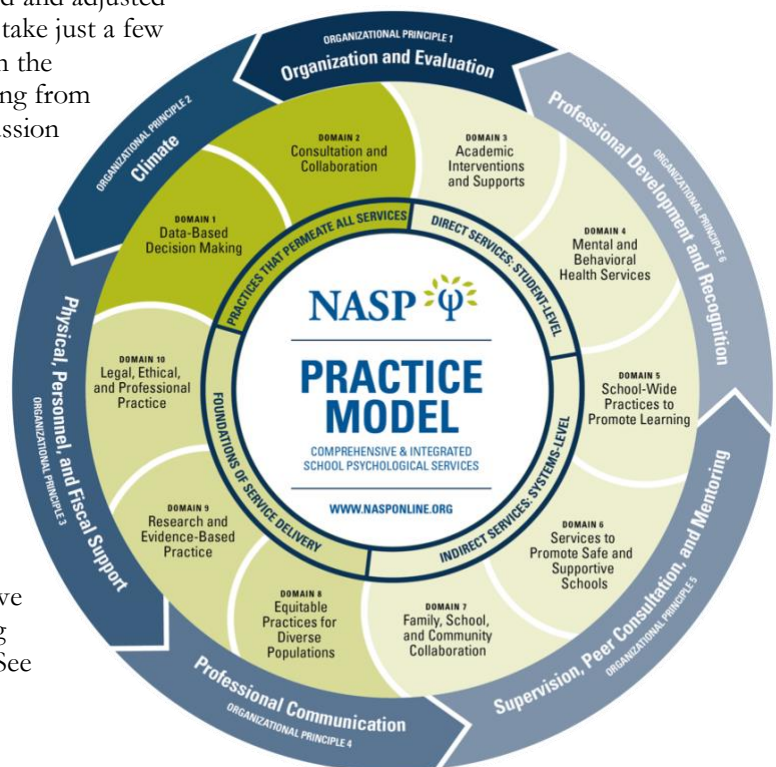 d and adjusted
take just a few
n the
ng from
ussion
ve
g
See
ORGANIZATIONAL PRINCIPLE 1
Organization and Evaluation
ORGANIZATIONAL PRINCIPLE 6
Professional Development and Recognition
Supervision, Peer Consultation, and Mentoring
ORGANIZATIONAL PRINCIPLE 5
Professional Communication
ORGANIZATIONAL PRINCIPLE 4
Physical, Personnel, and Fiscal Support
ORGANIZATIONAL PRINCIPLE 3
ORGANIZATIONAL PRINCIPLE 2
Climate
DOMAIN 1
Data-Based
Decision Making
DOMAIN 2
Consultation and
Collaboration
DOMAIN 3
Academic
Interventions
and Supports
DOMAIN 4
Mental and
Behavioral
Health Services
DOMAIN 5
School-Wide
Practices to
Promote Learning
DOMAIN 6
Services to
Promote Safe and
Supportive
Schools
DOMAIN 7
Family, School,
and Community
Collaboration
DOMAIN 8
Equitable
Practices for
Diverse
Populations
DOMAIN 9
Research and
Evidence-Based
Practice
DOMAIN 10
Legal, Ethical,
and Professional
Practice
PRACTICES THAT PERMEATE ALL SERVICES
DIRECT SERVICES: STUDENT-LEVEL
INDIRECT SERVICES: SYSTEMS-LEVEL
FOUNDATIONS OF SERVICE DELIVERY
NASP
PRACTICE
MODEL
COMPREHENSIVE & INTEGRATED
SCHOOL PSYCHOLOGICAL SERVICES
WWW.NASPONLINE.ORG